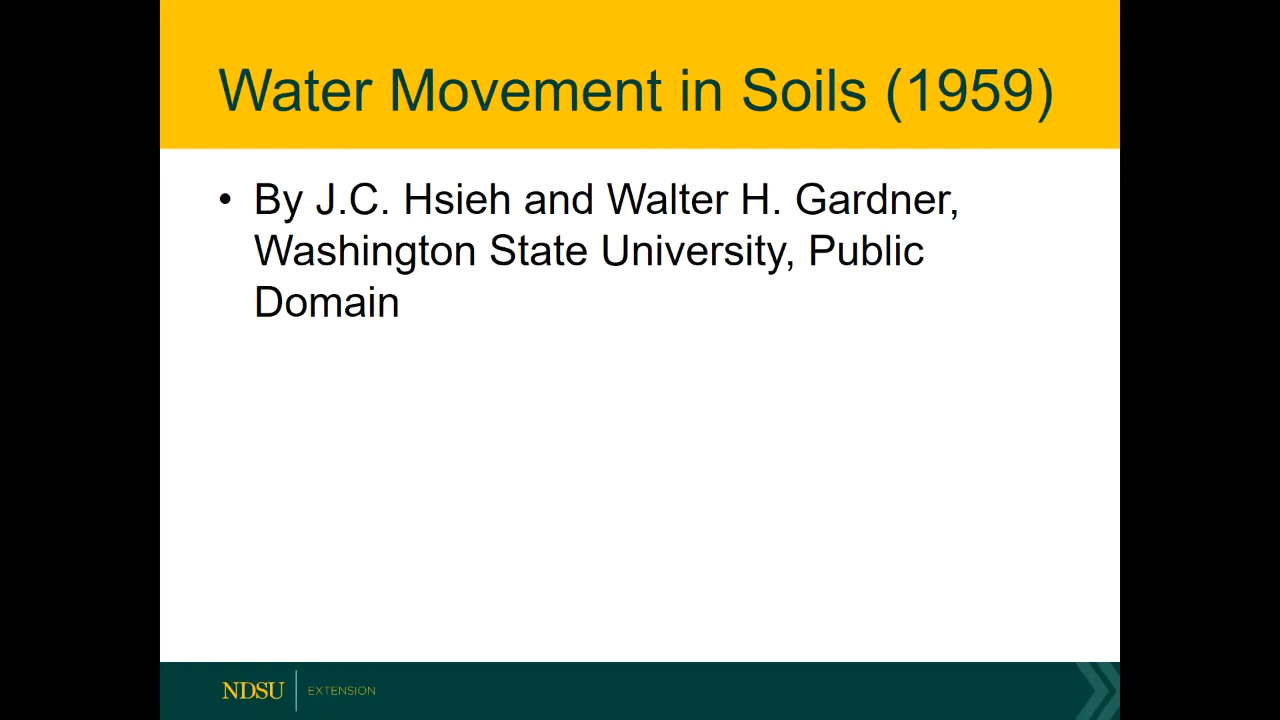 Water Movement in Soils (1959)
• By J.C. Hsieh and Walter H. Gardner,
Washington State University, Public
Domain
NDSU EXTENSION